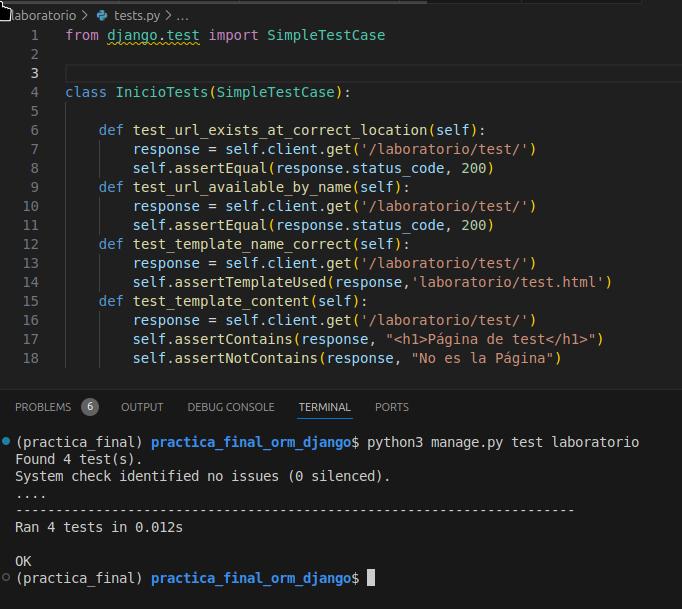 laboratorio > tests.py > ...
1 from django.test import SimpleTestCase
2
3
4 class InicioTests(SimpleTestCase):
5
6     def test_url_exists_at_correct_location(self):
7         response = self.client.get('/laboratorio/test/')
8         self.assertEqual(response.status_code, 200)
9     def test_url_available_by_name(self):
10         response = self.client.get('/laboratorio/test/')
11         self.assertEqual(response.status_code, 200)
12     def test_template_name_correct(self):
13         response = self.client.get('/laboratorio/test/')
14         self.assertTemplateUsed(response,'laboratorio/test.html')
15     def test_template_content(self):
16         response = self.client.get('/laboratorio/test/')
17         self.assertContains(response, "<h1>Página de test</h1>")
18         self.assertNotContains(response, "No es la Página")
PROBLEMS 6 OUTPUT DEBUG CONSOLE TERMINAL PORTS
(practica_final) practica_final_orm_django$ python3 manage.py test laboratorio
Found 4 test(s).
System check identified no issues (0 silenced).
....
----------------------------------------------------------------------
Ran 4 tests in 0.012s

OK
(practica_final) practica_final_orm_django$